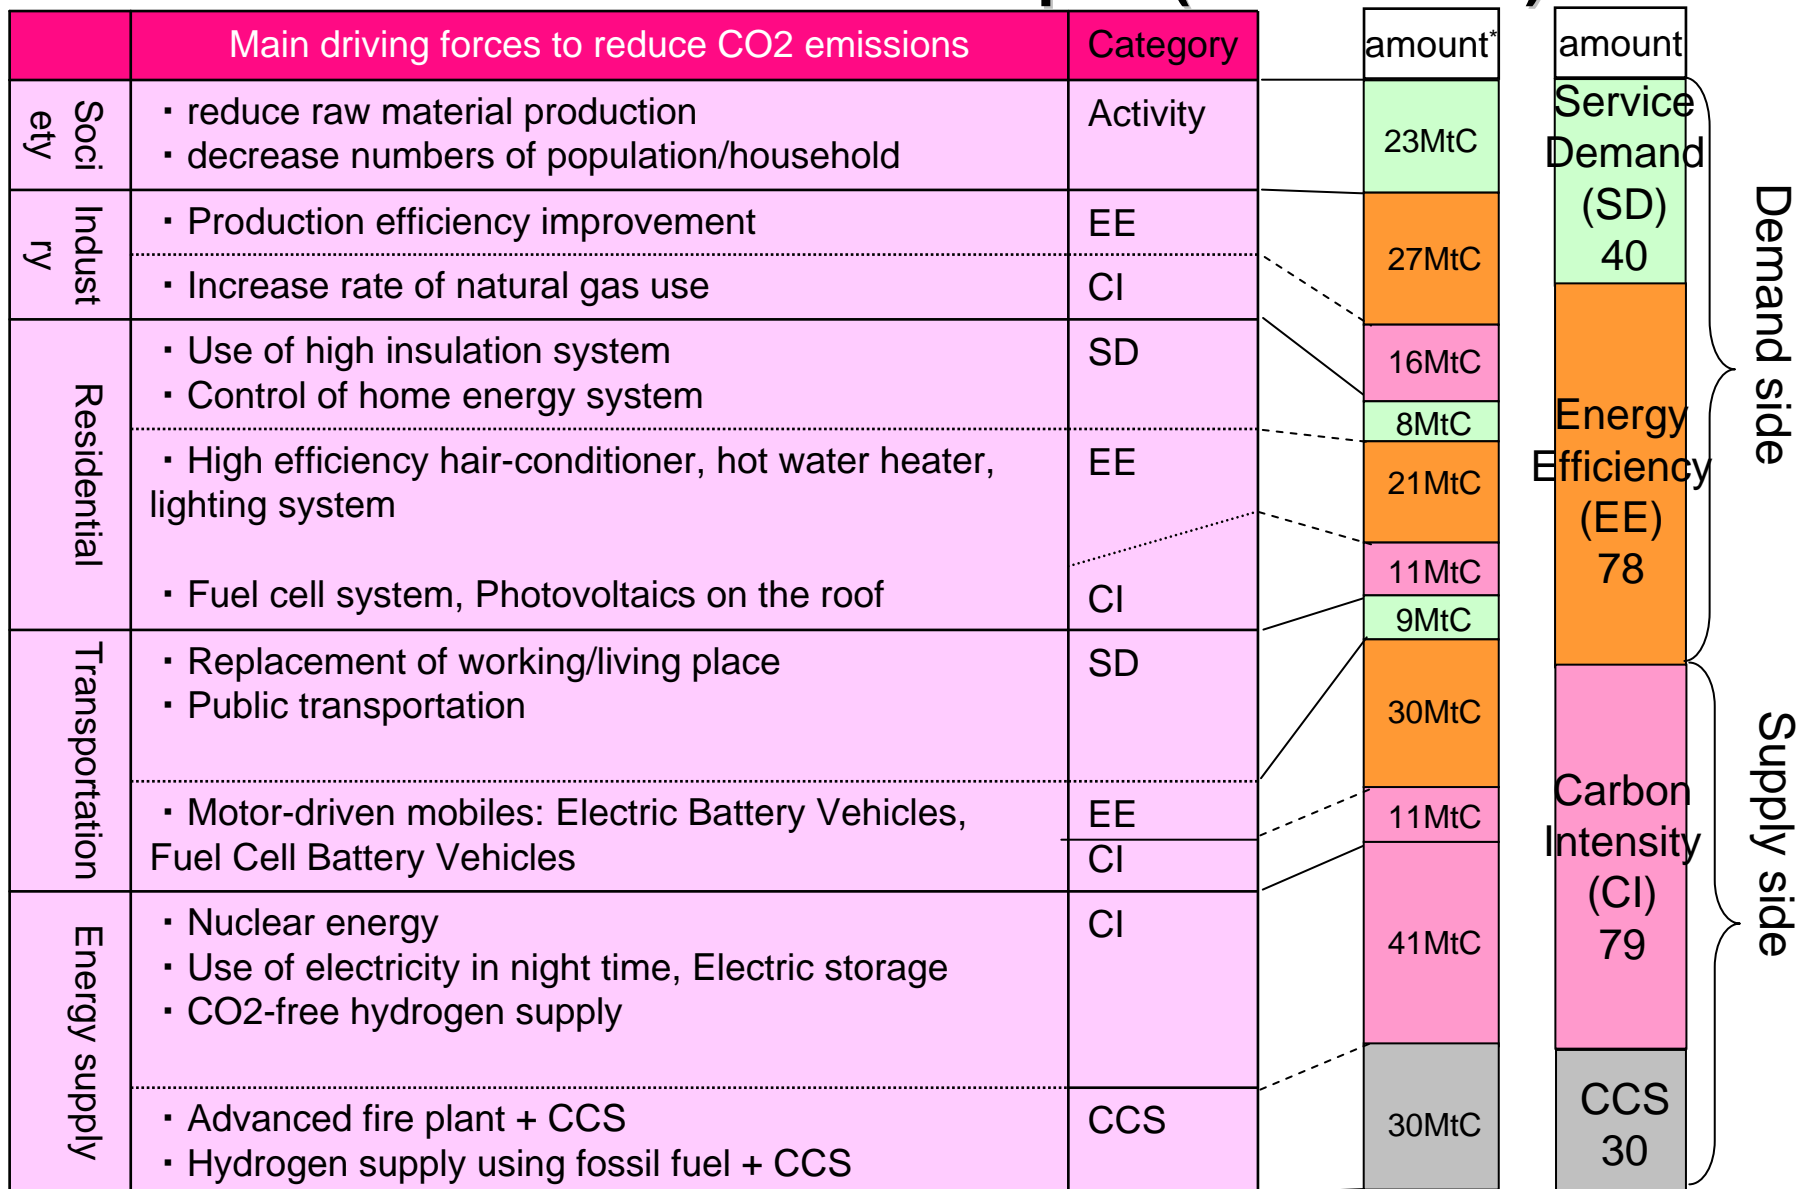 Main driving forces to reduce CO2 emissions
Category
amount*
amount
Soci
ety
・reduce raw material production
・decrease numbers of population/household
Activity
23MtC
Indust
ry
・Production efficiency improvement
EE
27MtC
・Increase rate of natural gas use
CI
16MtC
Residential
・Use of high insulation system
・Control of home energy system
SD
8MtC
・High efficiency hair-conditioner, hot water heater,
lighting system
EE
21MtC
・Fuel cell system, Photovoltaics on the roof
CI
11MtC
Transportation
・Replacement of working/living place
・Public transportation
SD
9MtC
・Motor-driven mobiles: Electric Battery Vehicles,
Fuel Cell Battery Vehicles
EE
CI
30MtC
11MtC
Energy supply
・Nuclear energy
・Use of electricity in night time, Electric storage
・CO2-free hydrogen supply
CI
41MtC
・Advanced fire plant + CCS
・Hydrogen supply using fossil fuel + CCS
CCS
30MtC
Service
Demand
(SD)
40
Energy
Efficiency
(EE)
78
Carbon
Intensity
(CI)
79
CCS
30
Demand side
Supply side